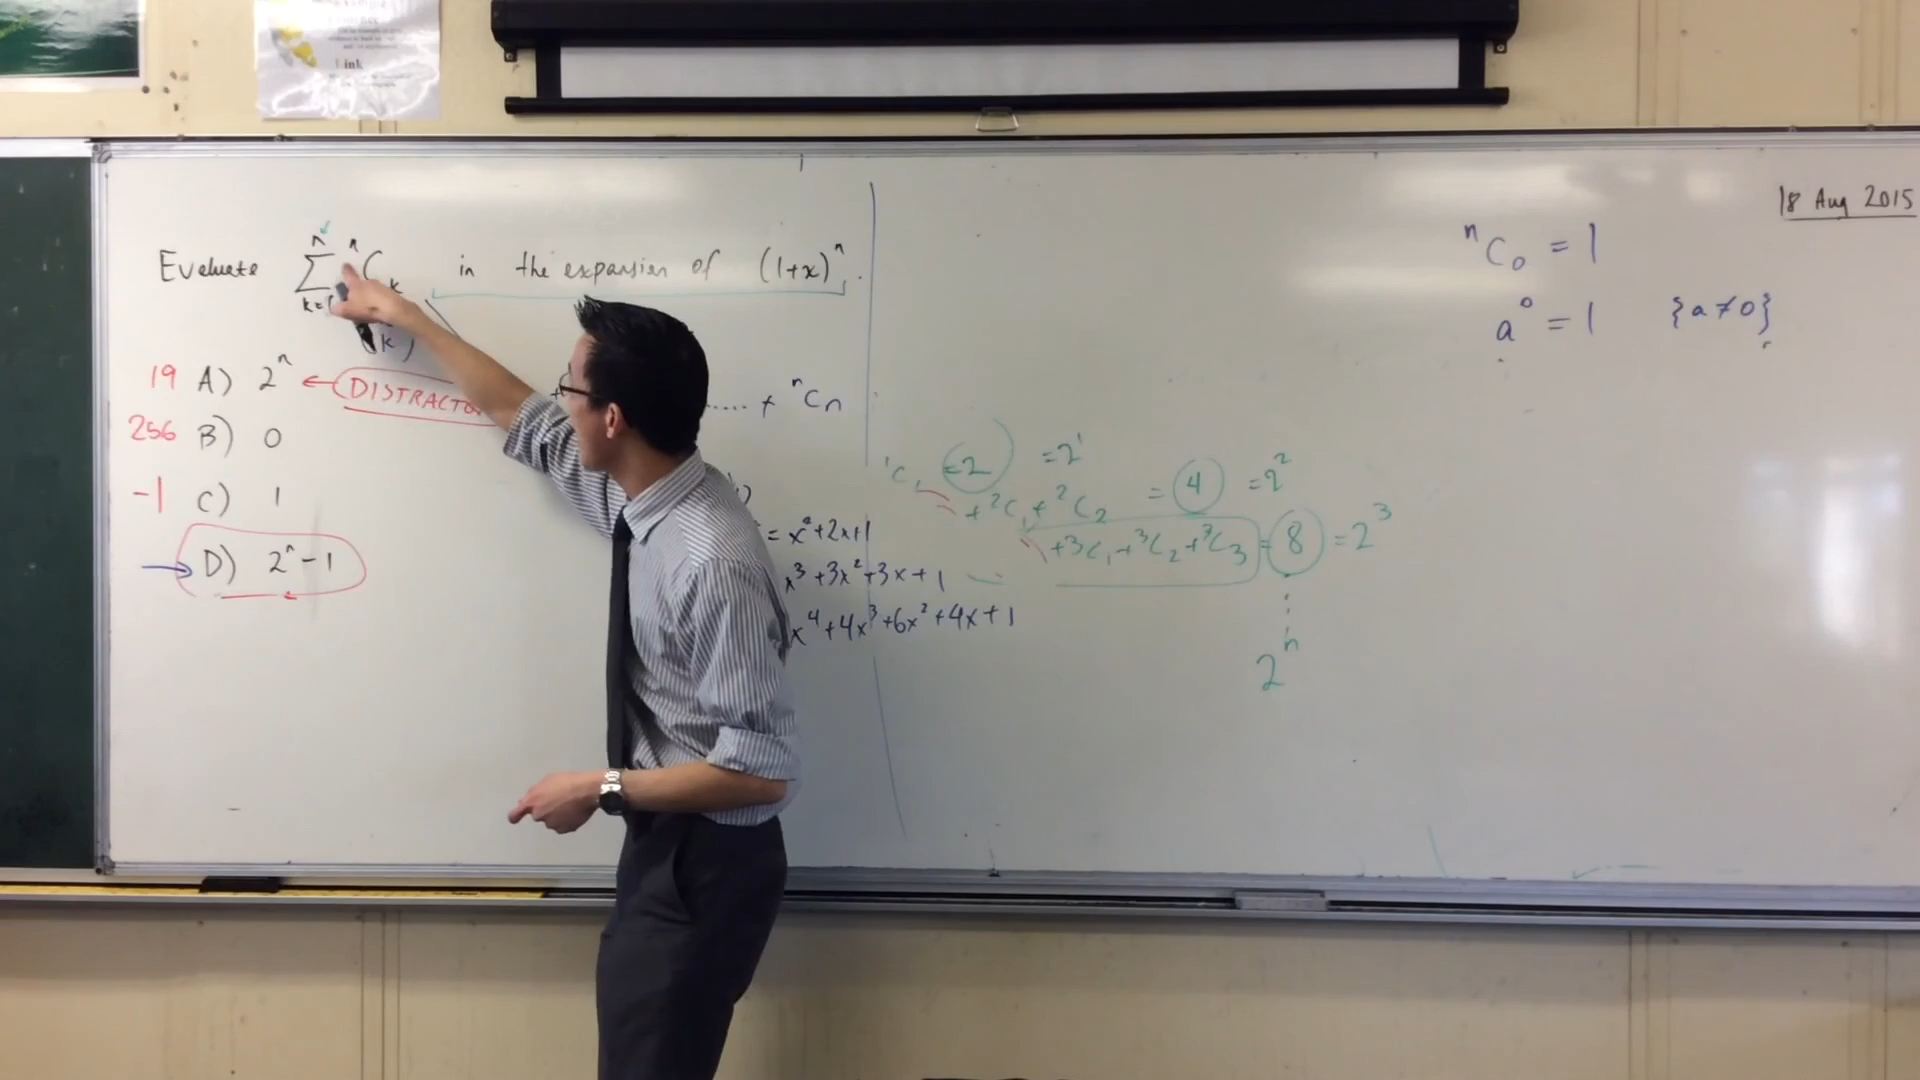 ink
18 Aug 2015
Evaluate n Σ k= ⁿCₖ in the expansion of (1+x)ⁿ.
k)
19 A) 2ⁿ ← DISTRACTO
..... + ⁿCₙ
256 B) 0
-1 C) 1
→ D) 2ⁿ-1
= x²+2x+1
x³+3x²+3x+1
x⁴+4x³+6x²+4x+1
¹C₁ =2 =2¹
+²C₁+²C₂ = 4 =2²
+³C₁+³C₂+³C₃ = 8 =2³
2ⁿ
ⁿC₀ = 1
a⁰ = 1 {a≠0}